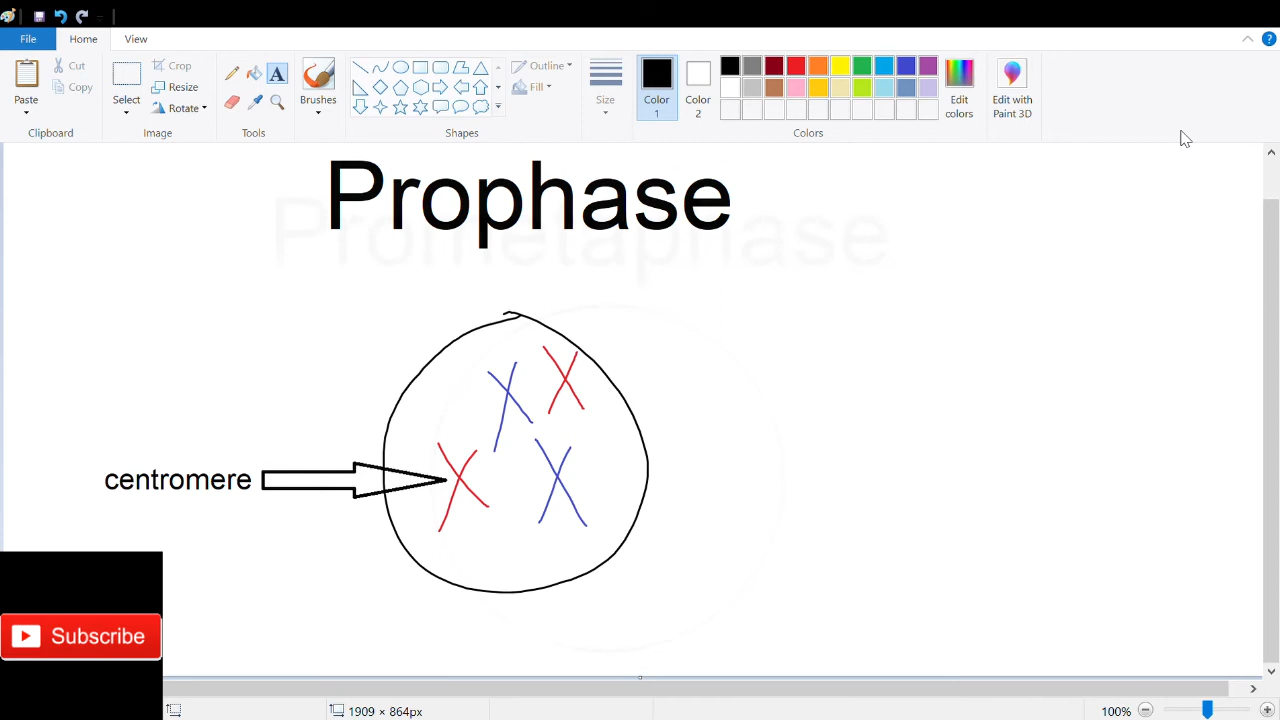 File
Home
View
Paste
Cut
Copy
Clipboard
Select
Crop
Resize
Rotate
Image
A
Tools
Brushes
Shapes
Outline
Fill
Size
Color
1
Color
2
Colors
Edit
colors
Edit with
Paint 3D
?
Prophase
Prometaphase
centromere
Subscribe
1909 × 864px
100%